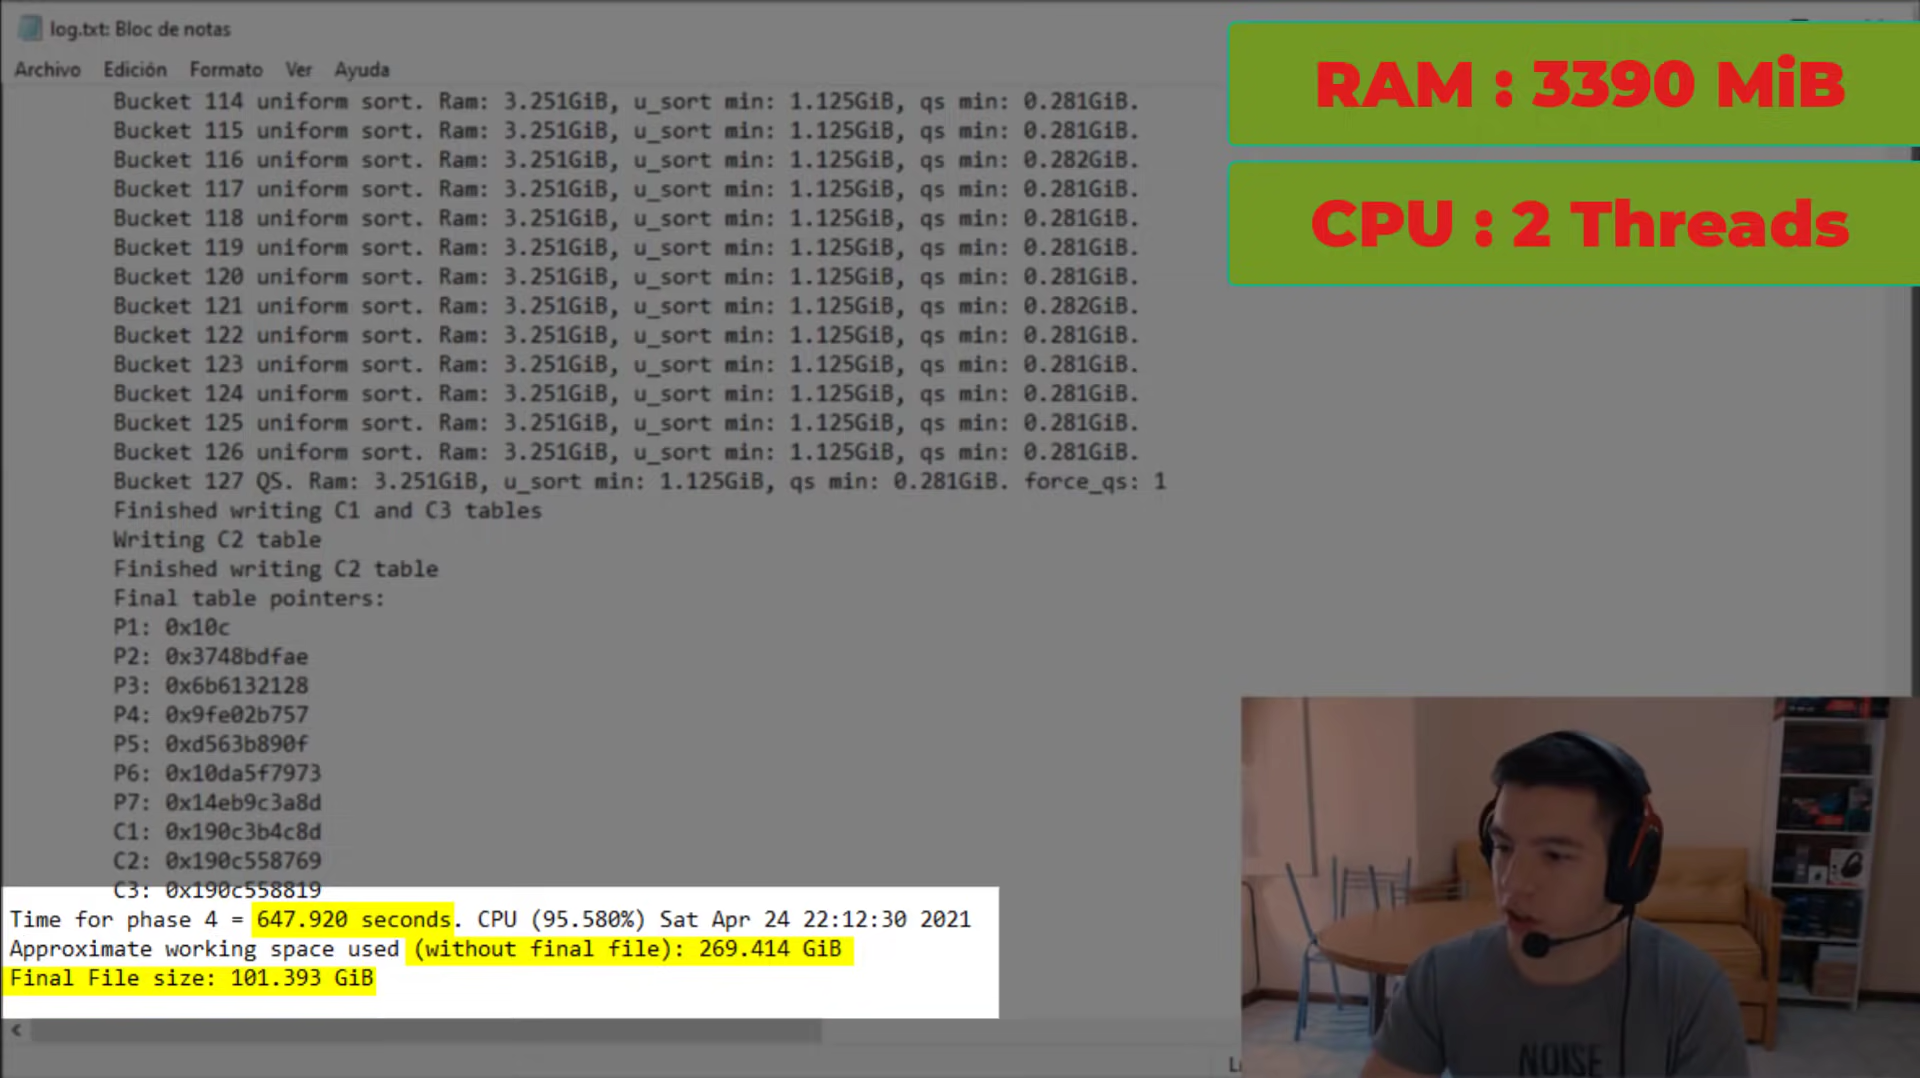 log.txt: Bloc de notas
Archivo Edición Formato Ver Ayuda
RAM : 3390 MiB
CPU : 2 Threads
Bucket 114 uniform sort. Ram: 3.251GiB, u_sort min: 1.125GiB, qs min: 0.281GiB.
Bucket 115 uniform sort. Ram: 3.251GiB, u_sort min: 1.125GiB, qs min: 0.281GiB.
Bucket 116 uniform sort. Ram: 3.251GiB, u_sort min: 1.125GiB, qs min: 0.282GiB.
Bucket 117 uniform sort. Ram: 3.251GiB, u_sort min: 1.125GiB, qs min: 0.281GiB.
Bucket 118 uniform sort. Ram: 3.251GiB, u_sort min: 1.125GiB, qs min: 0.281GiB.
Bucket 119 uniform sort. Ram: 3.251GiB, u_sort min: 1.125GiB, qs min: 0.281GiB.
Bucket 120 uniform sort. Ram: 3.251GiB, u_sort min: 1.125GiB, qs min: 0.281GiB.
Bucket 121 uniform sort. Ram: 3.251GiB, u_sort min: 1.125GiB, qs min: 0.282GiB.
Bucket 122 uniform sort. Ram: 3.251GiB, u_sort min: 1.125GiB, qs min: 0.281GiB.
Bucket 123 uniform sort. Ram: 3.251GiB, u_sort min: 1.125GiB, qs min: 0.281GiB.
Bucket 124 uniform sort. Ram: 3.251GiB, u_sort min: 1.125GiB, qs min: 0.281GiB.
Bucket 125 uniform sort. Ram: 3.251GiB, u_sort min: 1.125GiB, qs min: 0.281GiB.
Bucket 126 uniform sort. Ram: 3.251GiB, u_sort min: 1.125GiB, qs min: 0.281GiB.
Bucket 127 QS. Ram: 3.251GiB, u_sort min: 1.125GiB, qs min: 0.281GiB. force_qs: 1
Finished writing C1 and C3 tables
Writing C2 table
Finished writing C2 table
Final table pointers:
P1: 0x10c
P2: 0x3748bdfae
P3: 0x6b6132128
P4: 0x9fe02b757
P5: 0xd563b890f
P6: 0x10da5f7973
P7: 0x14eb9c3a8d
C1: 0x190c3b4c8d
C2: 0x190c558769
C3: 0x190c558819
Time for phase 4 = 647.920 seconds. CPU (95.580%) Sat Apr 24 22:12:30 2021
Approximate working space used (without final file): 269.414 GiB
Final File size: 101.393 GiB
NOISE